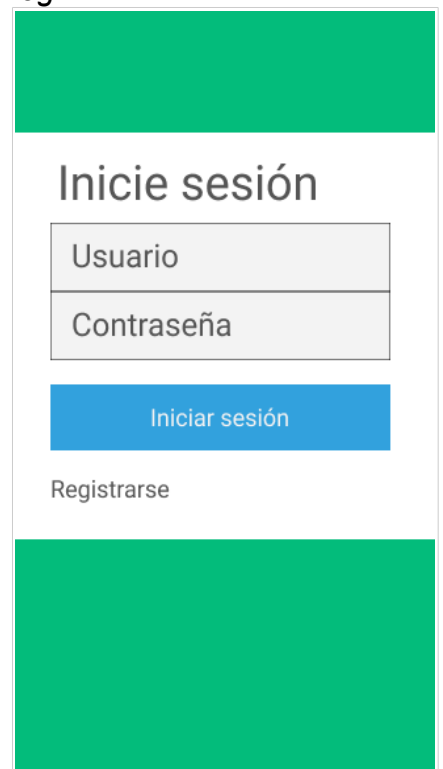 Inicie sesión
Usuario
Contraseña
Iniciar sesión
Registrarse